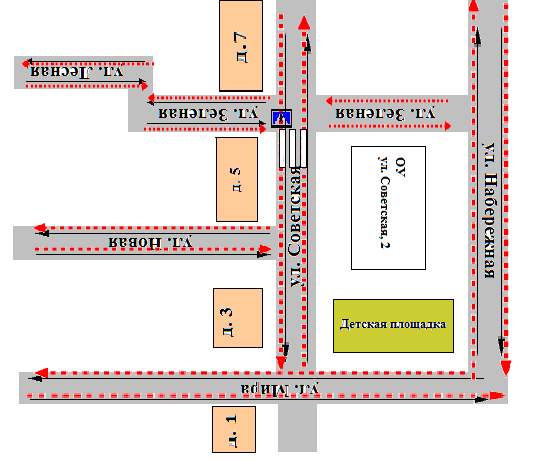 д. 7
ул. Лесная
ул. Зеленая
ул. Зеленая
ОУ
ул. Советская, 2
д. 5
ул. Советская
ул. Набережная
ул. Новая
д. 3
Детская площадка
ул. Мира
д. 1